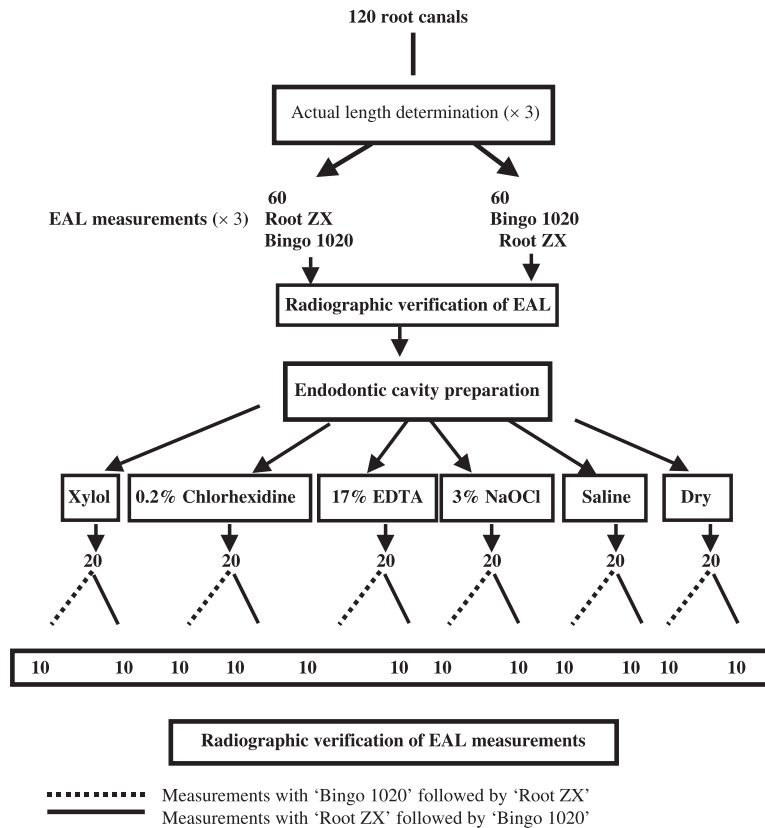 120 root canals
Actual length determination (× 3)
60
60
EAL measurements (× 3)
Root ZX
Bingo 1020
Bingo 1020
Root ZX
Radiographic verification of EAL
Endodontic cavity preparation
Xylol
0.2% Chlorhexidine
17% EDTA
3% NaOCl
Saline
Dry
20 20 20 20 20 20
10 10 10 10 10 10 10 10 10 10 10 10
Radiographic verification of EAL measurements
Measurements with ‘Bingo 1020’ followed by ‘Root ZX’
Measurements with ‘Root ZX’ followed by ‘Bingo 1020’